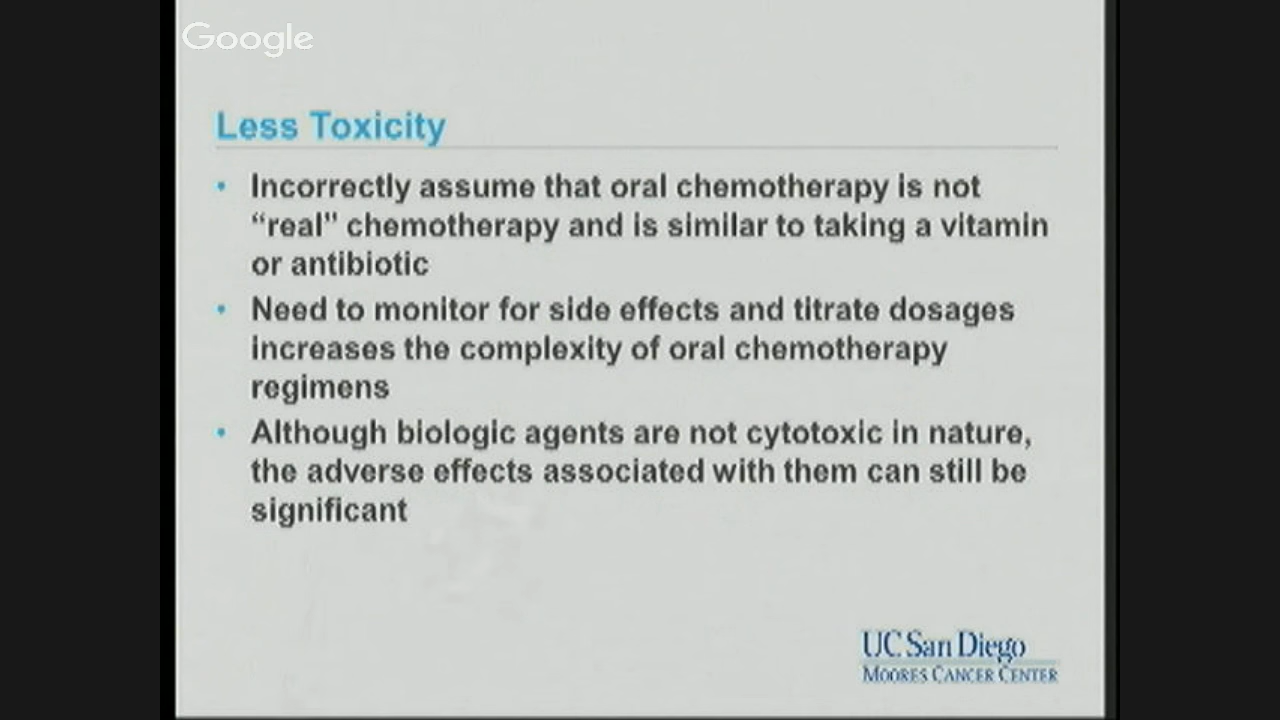 Google
Less Toxicity
• Incorrectly assume that oral chemotherapy is not
“real” chemotherapy and is similar to taking a vitamin
or antibiotic
• Need to monitor for side effects and titrate dosages
increases the complexity of oral chemotherapy
regimens
• Although biologic agents are not cytotoxic in nature,
the adverse effects associated with them can still be
significant
UC San Diego
MOORES CANCER CENTER